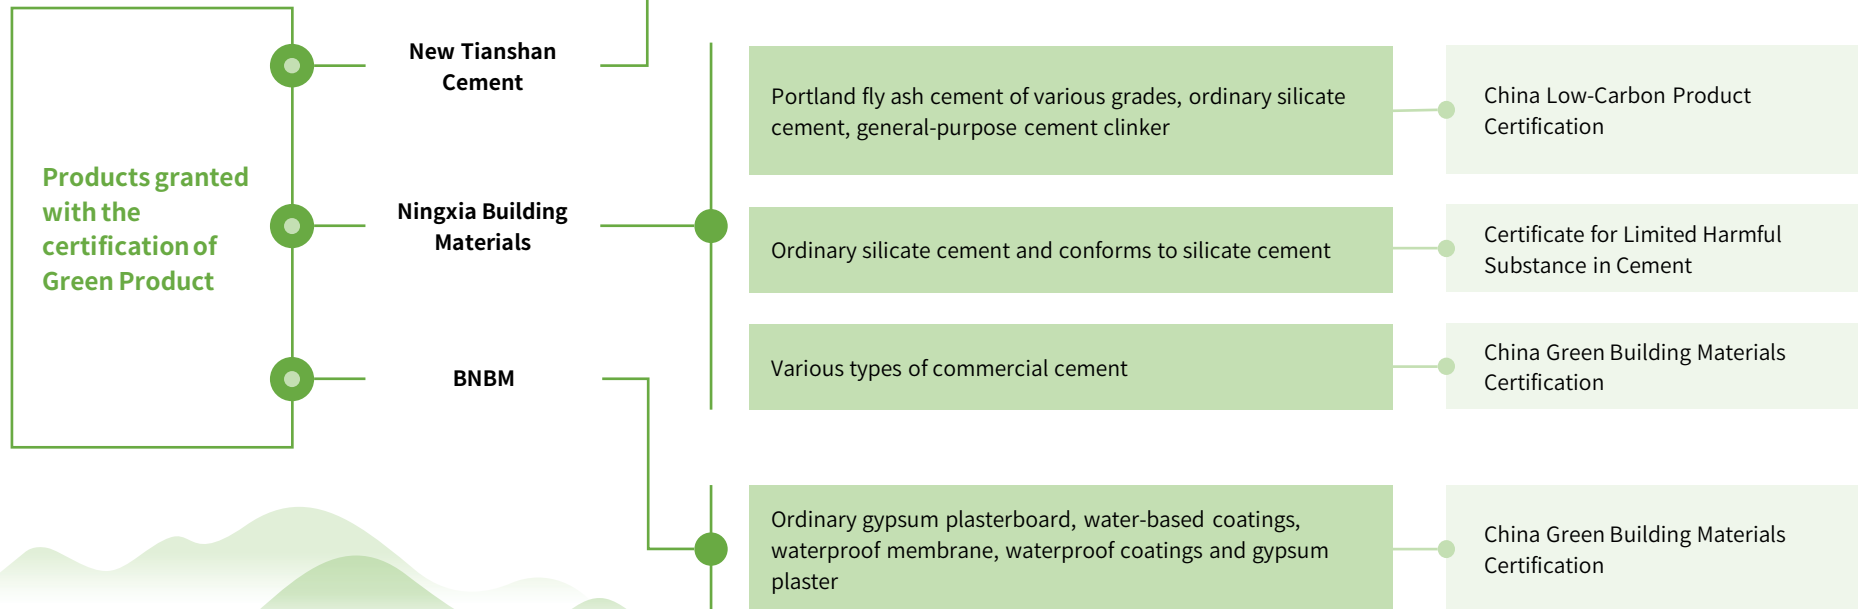 Products granted
with the
certification of
Green Product
New Tianshan
Cement
Ningxia Building
Materials
BNBM
Portland fly ash cement of various grades, ordinary silicate
cement, general-purpose cement clinker
China Low-Carbon Product
Certification
Ordinary silicate cement and conforms to silicate cement
Certificate for Limited Harmful
Substance in Cement
Various types of commercial cement
China Green Building Materials
Certification
Ordinary gypsum plasterboard, water-based coatings,
waterproof membrane, waterproof coatings and gypsum
plaster
China Green Building Materials
Certification